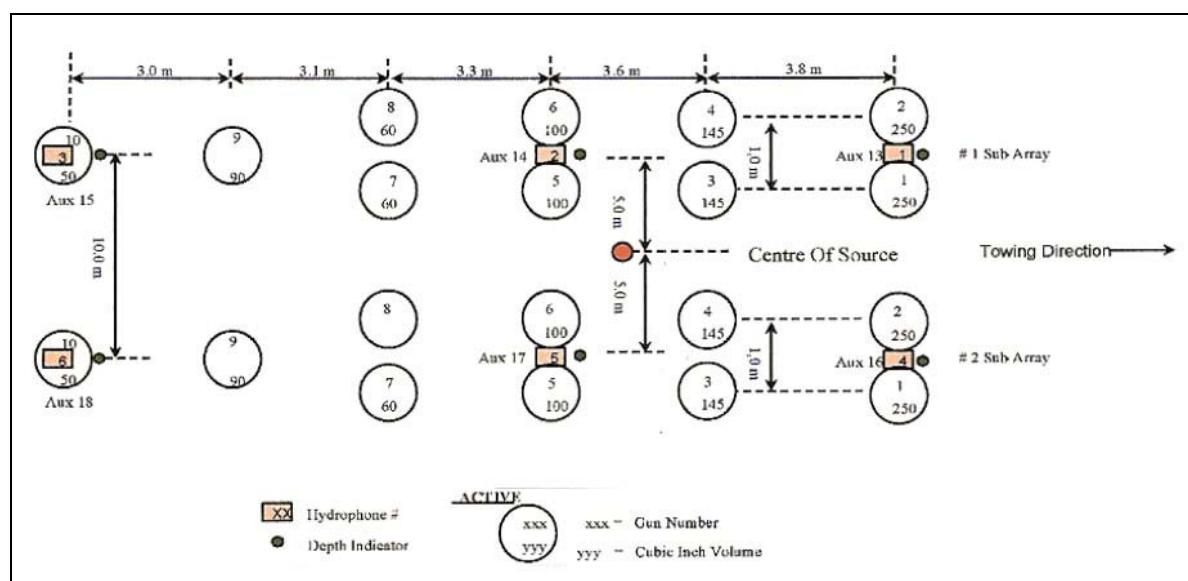 3.0 m 3.1 m 3.3 m 3.6 m 3.8 m
8 6 4 2
10 9 60 100 145 250
3 Aux 14 2 Aux 13 1 # 1 Sub Array
50 90 7 5 3 1
Aux 15 60 100 145 250
1,0 m
5.0 m
10.0 m
Centre Of Source Towing Direction
5.0 m
8 6 4 2
10 9 100 145 250
6 Aux 17 5 Aux 16 4 # 2 Sub Array
50 90 7 5 3 1
Aux 18 60 100 145 250
1,0 m
ACTIVE
XX Hydrophone # xxx xxx – Gun Number
Depth Indicator yyy yyy – Cubic Inch Volume